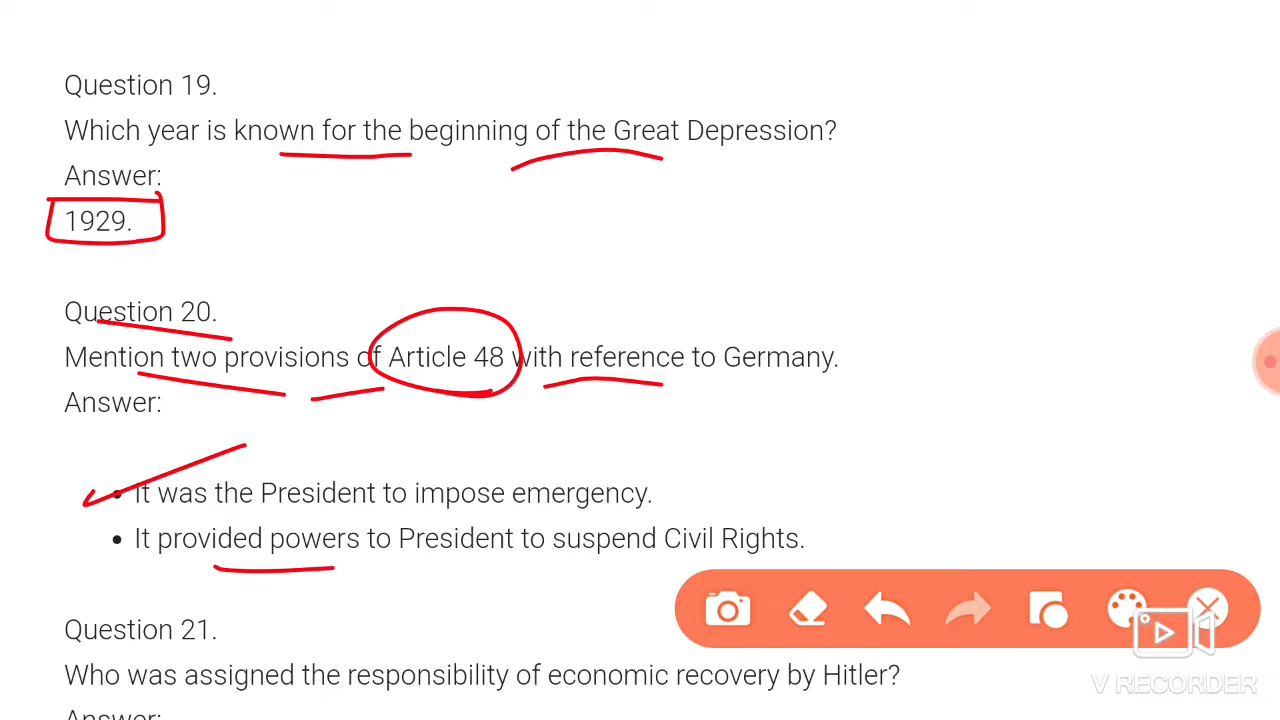 Question 19.
Which year is known for the beginning of the Great Depression?
Answer:
1929.
Question 20.
Mention two provisions of Article 48 with reference to Germany.
Answer:
• It was the President to impose emergency.
• It provided powers to President to suspend Civil Rights.
Question 21.
Who was assigned the responsibility of economic recovery by Hitler?
Answer:
V RECORDER